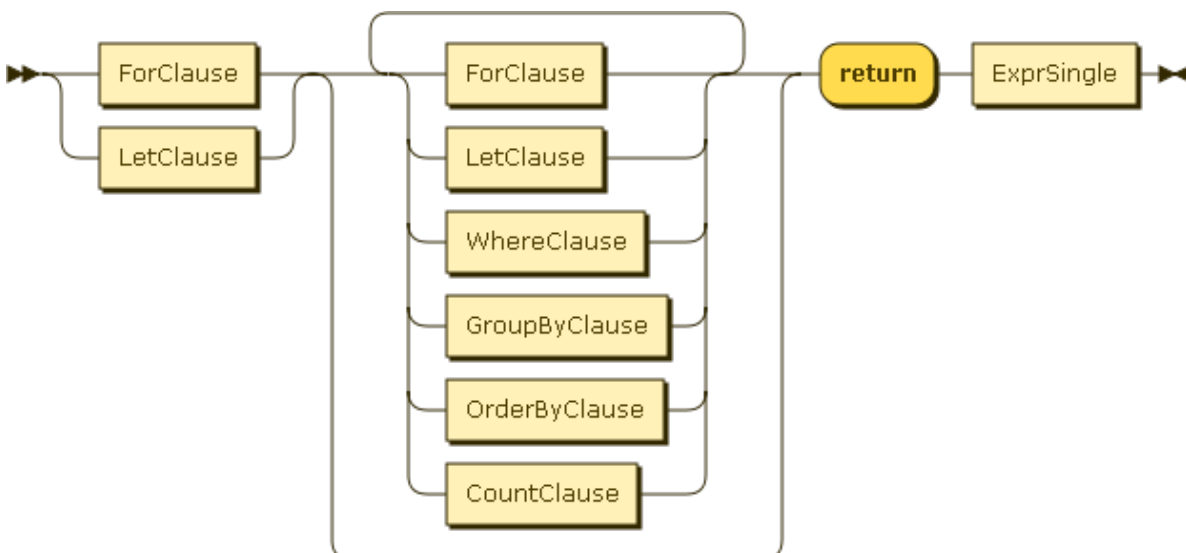 ForClause ForClause return ExprSingle
LetClause LetClause
WhereClause
GroupByClause
OrderByClause
CountClause